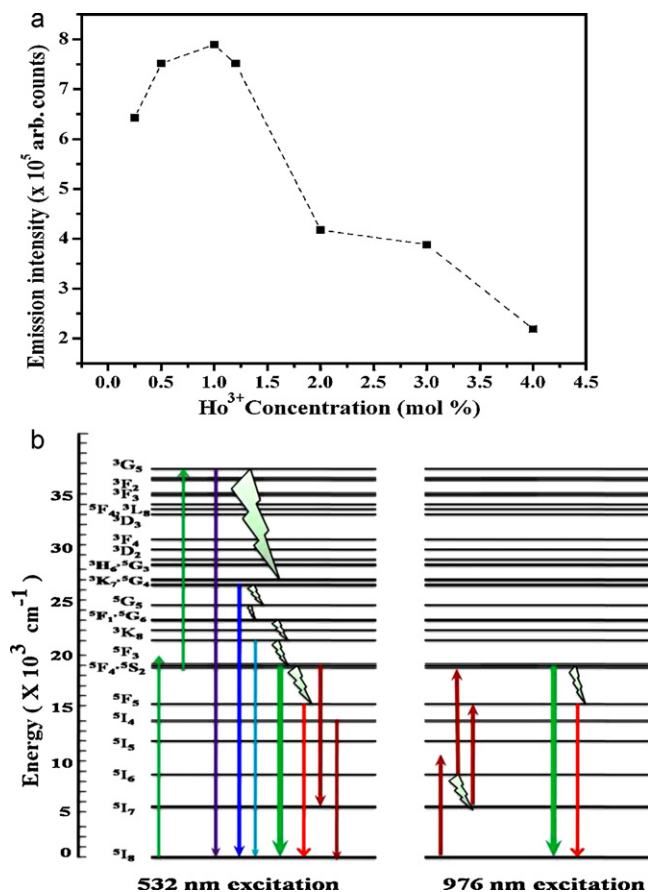 a
8
7
6
5
4
3
2
Emission intensity (x 10⁵ arb. counts)
0.0 0.5 1.0 1.5 2.0 2.5 3.0 3.5 4.0 4.5
Ho³⁺Concentration (mol %)
b
³G₅
³F₂
³F₃
⁵F₄,³L₈
³D₃
³F₄
³D₂
³H₆,⁵G₃
³K₇,⁵G₄
⁵G₅
⁵F₁,⁵G₆
³K₈
⁵F₃
⁵F₄,⁵S₂
⁵F₅
⁵I₄
⁵I₅
⁵I₆
⁵I₇
⁵I₈
35
30
25
20
15
10
5
0
Energy ( X 10³ cm⁻¹)
532 nm excitation
976 nm excitation